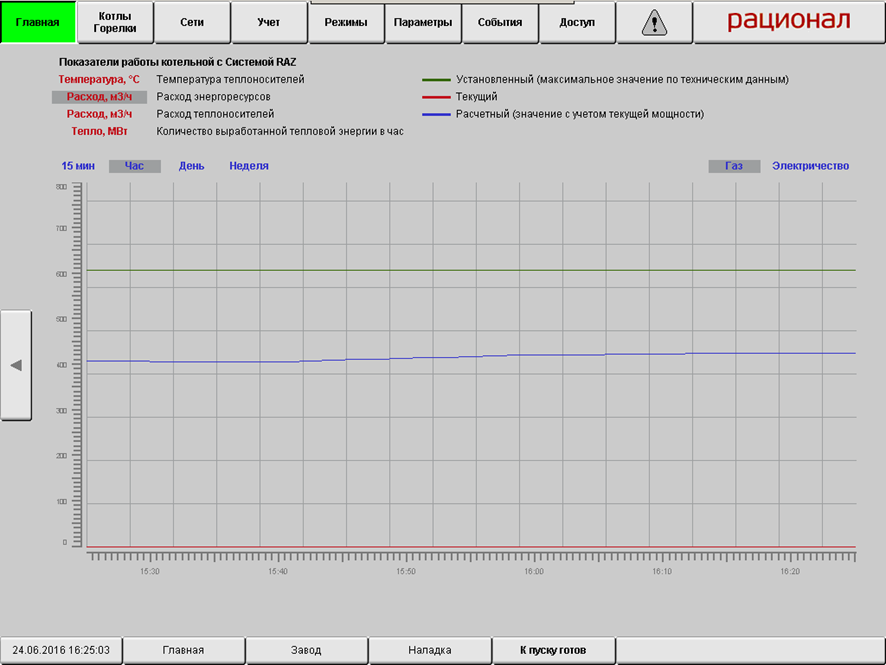 Главная
Котлы
Горелки
Сети
Учет
Режимы
Параметры
События
Доступ
рационал
Показатели работы котельной с Системой RAZ
Температура, °C Температура теплоносителей
Расход, м3/ч Расход энергоресурсов
Расход, м3/ч Расход теплоносителей
Тепло, МВт Количество выработанной тепловой энергии в час
Установленный (максимальное значение по техническим данным)
Текущий
Расчетный (значение с учетом текущей мощности)
15 мин Час День Неделя Газ Электричество
800
700
600
500
400
300
200
100
0
15:30 15:40 15:50 16:00 16:10 16:20
24.06.2016 16:25:03 Главная Завод Наладка К пуску готов